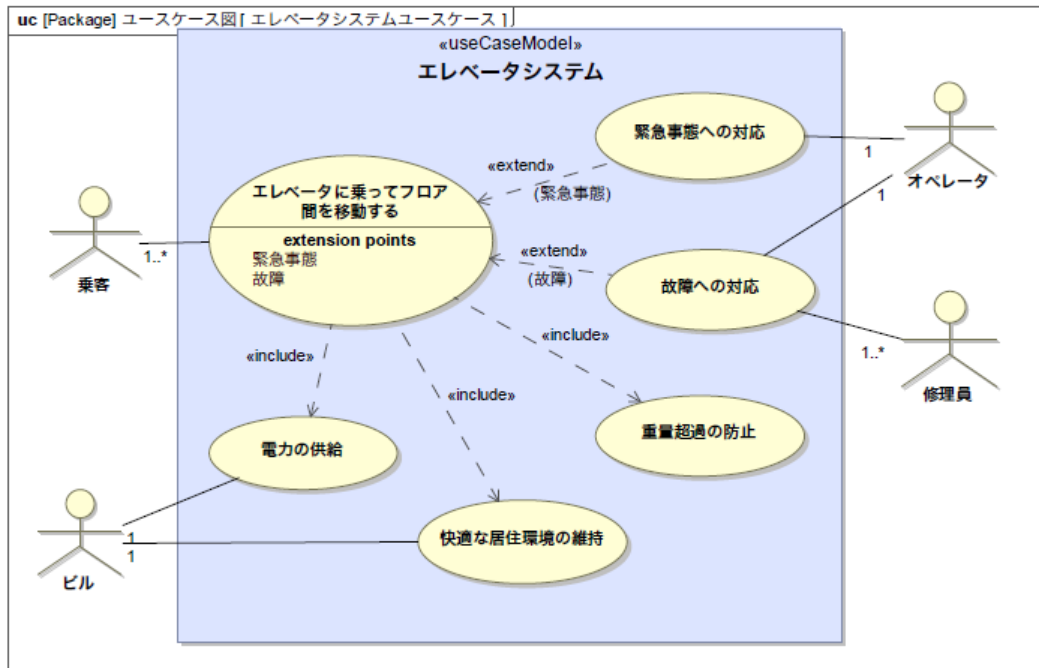 uc [Package] ユースケース図[ エレベータシステムユースケース ]
«useCaseModel»
エレベータシステム
緊急事態への対応
1
オペレータ
1
«extend»
(緊急事態)
エレベータに乗ってフロア
間を移動する
extension points
緊急事態
故障
1..*
乗客
«extend»
(故障)
故障への対応
1..*
修理員
«include»
«include»
«include»
重量超過の防止
電力の供給
快適な居住環境の維持
1
1
ビル